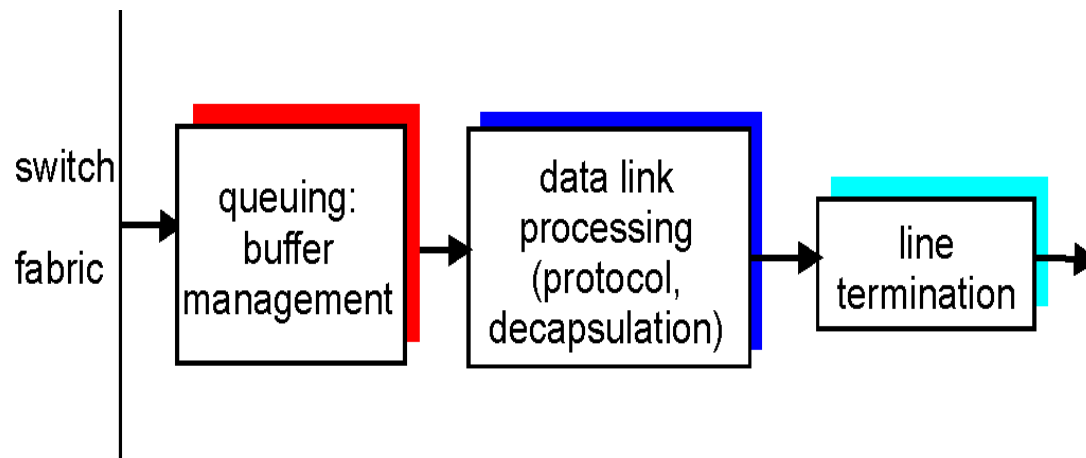 switch
fabric
queuing:
buffer
management
data link
processing
(protocol,
decapsulation)
line
termination